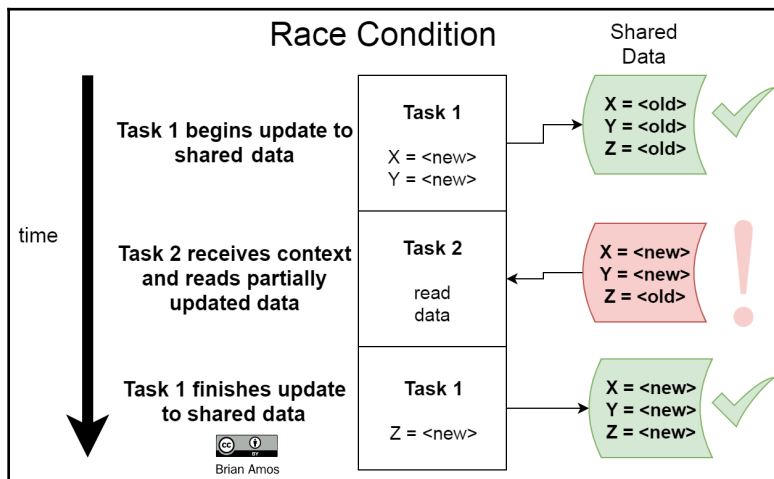 Race Condition
Shared
Data
time
Task 1 begins update to
shared data
Task 1
X = <new>
Y = <new>
X = <old>
Y = <old>
Z = <old>
Task 2 receives context
and reads partially
updated data
Task 2
read
data
X = <new>
Y = <new>
Z = <old>
!
Task 1 finishes update
to shared data
Task 1
Z = <new>
X = <new>
Y = <new>
Z = <new>
cc
BY
Brian Amos